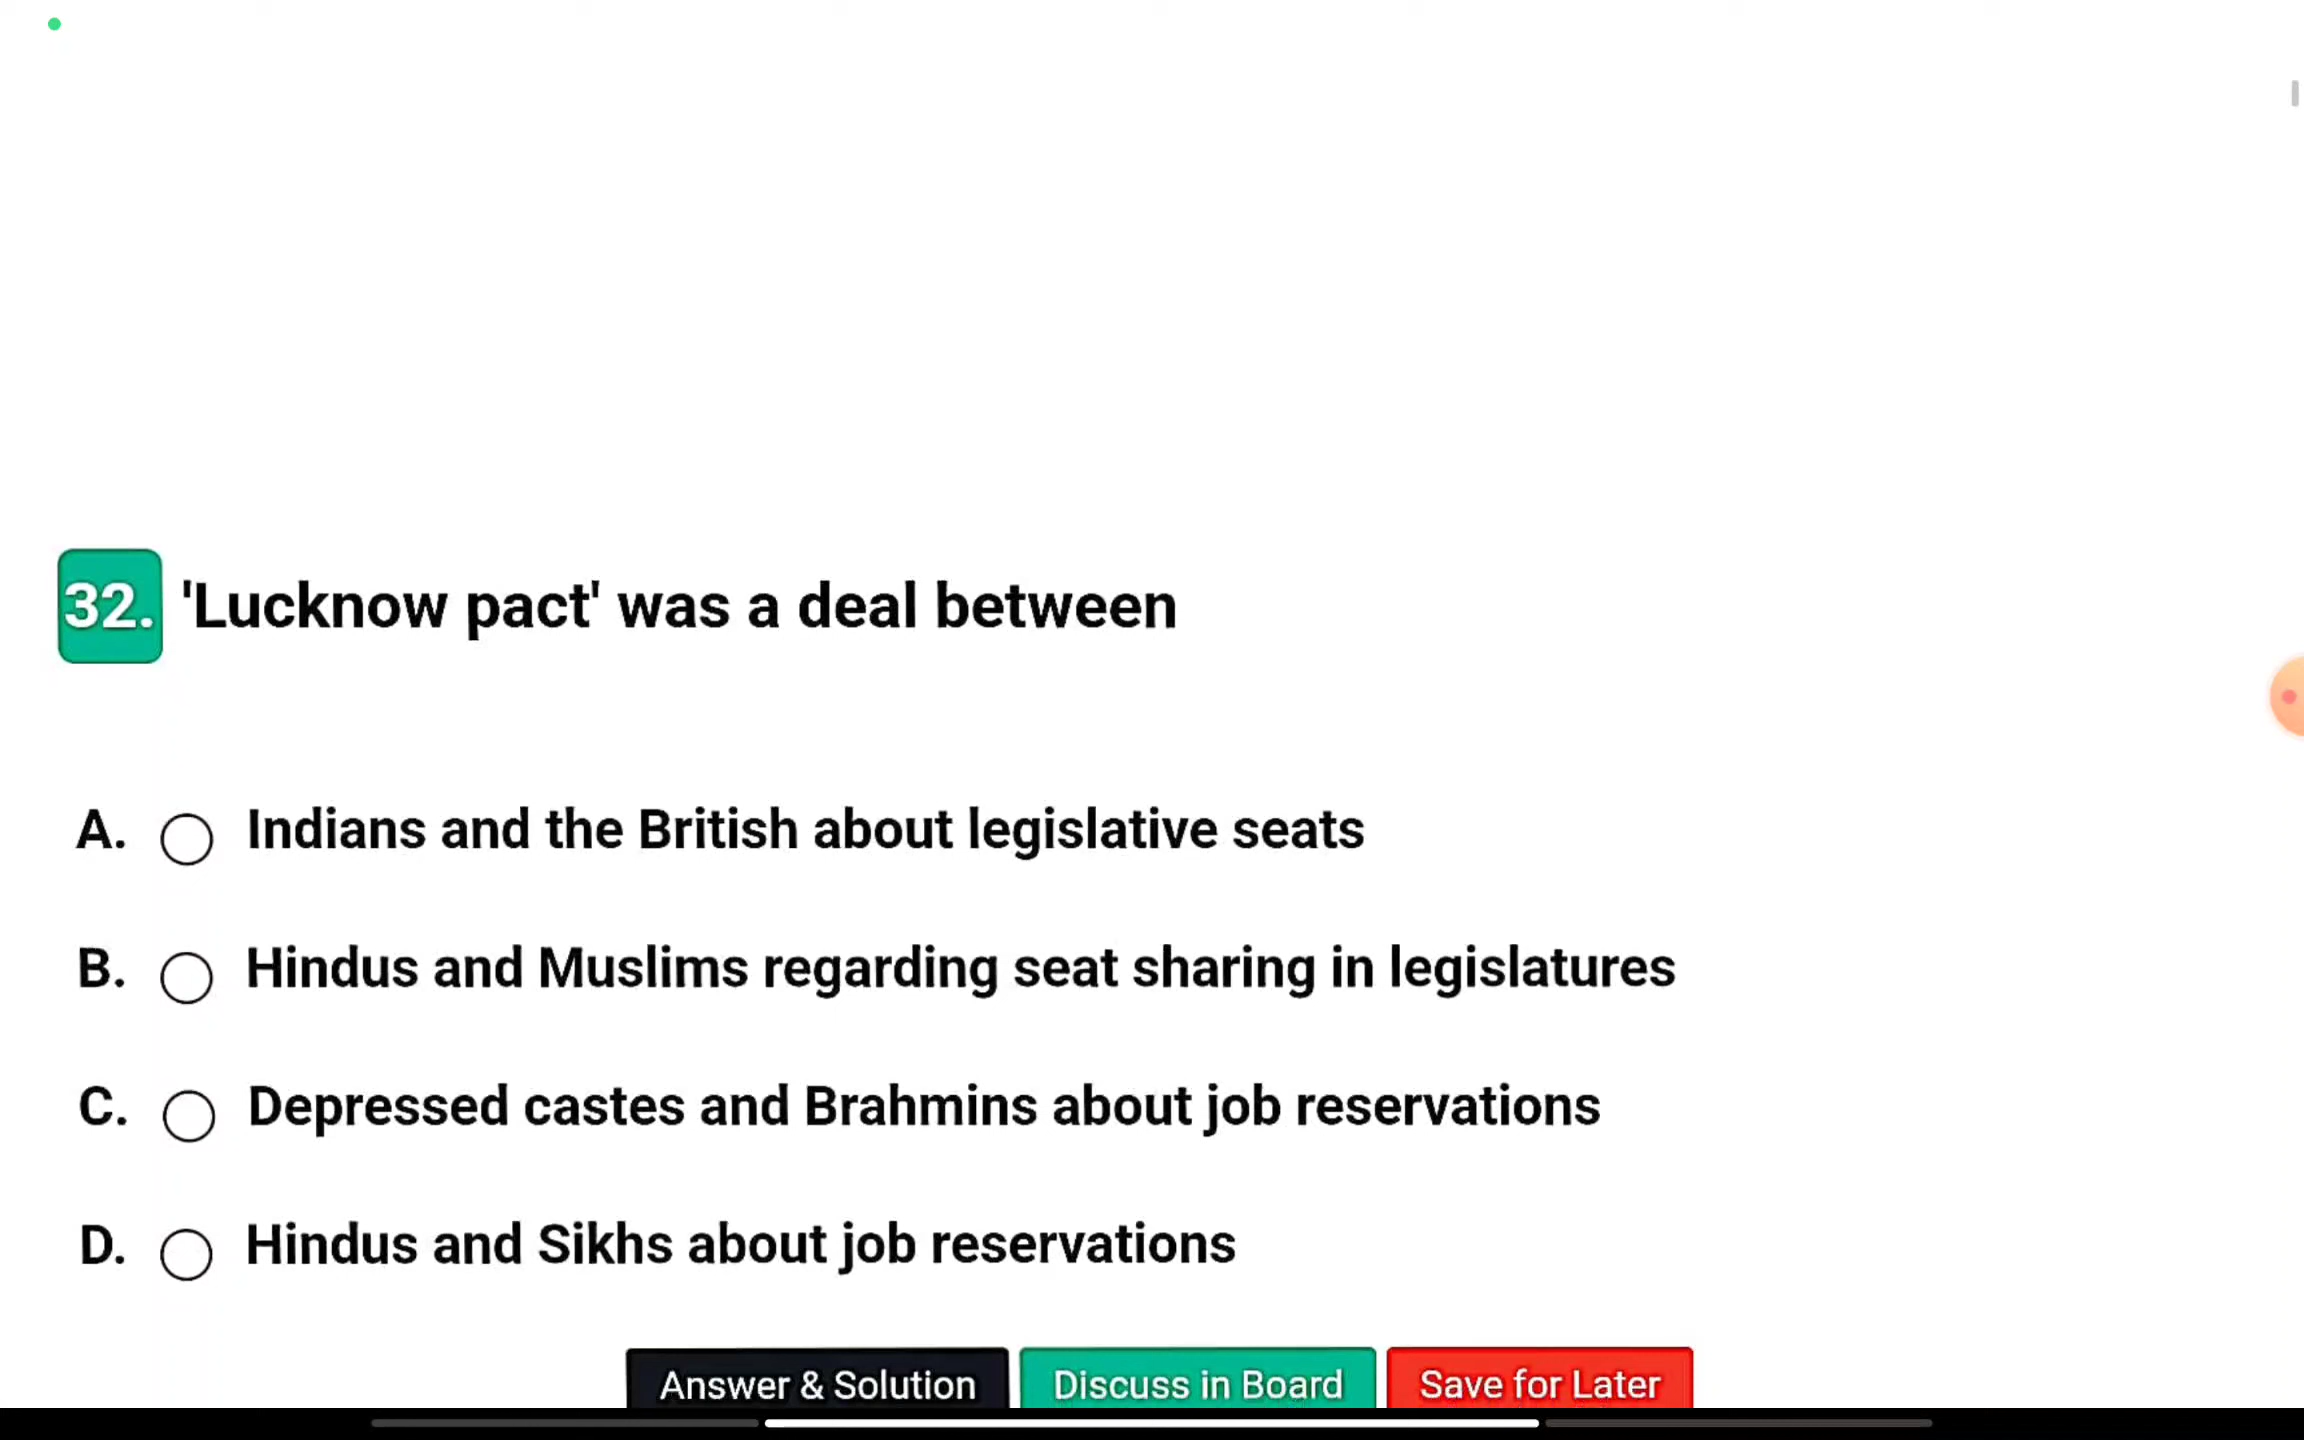 32. 'Lucknow pact' was a deal between
A. Indians and the British about legislative seats
B. Hindus and Muslims regarding seat sharing in legislatures
C. Depressed castes and Brahmins about job reservations
D. Hindus and Sikhs about job reservations
Answer & Solution Discuss in Board Save for Later